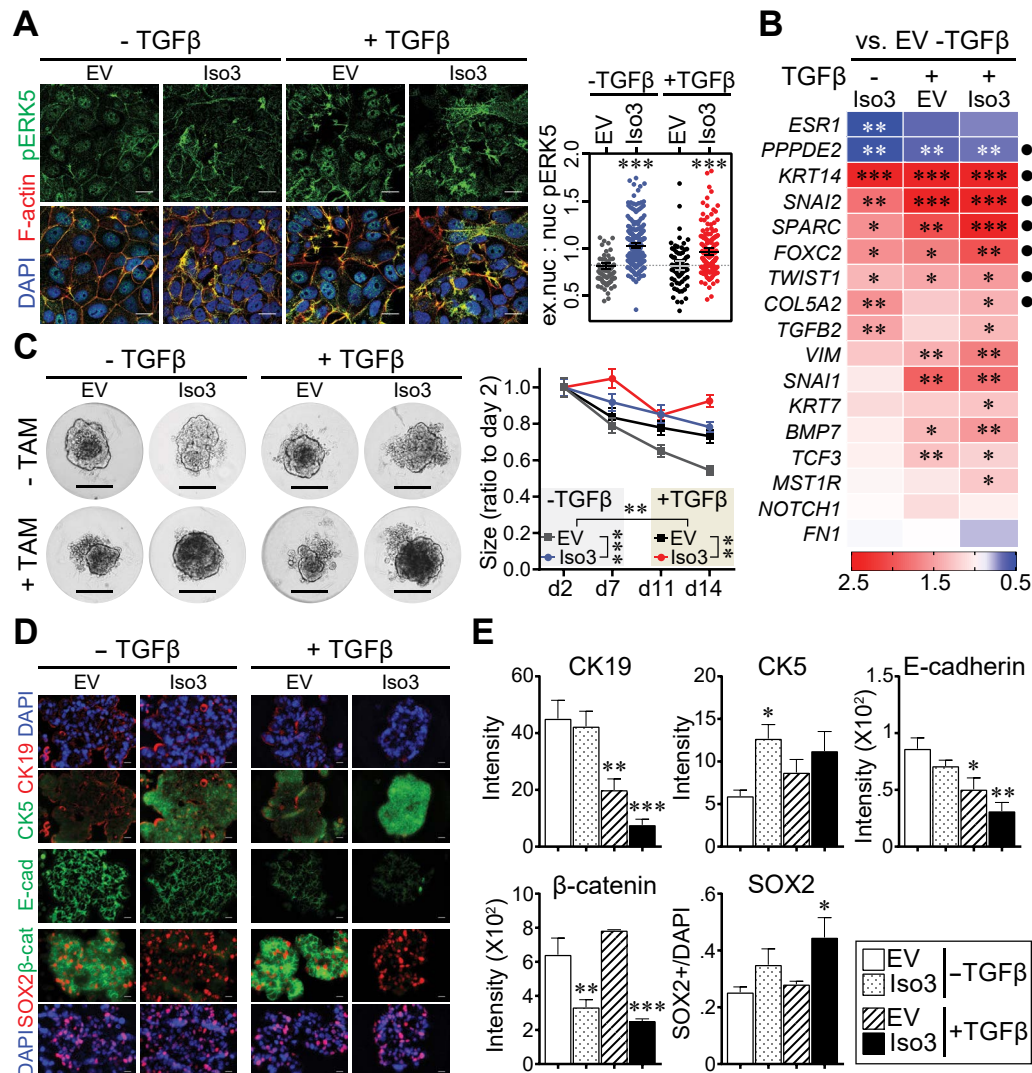 A
- TGFβ
+ TGFβ
EV
Iso3
EV
Iso3
DAPI F-actin pERK5
-TGFβ
+TGFβ
EV
Iso3
EV
Iso3
ex.nuc : nuc pERK5
2.0
1.5
1.0
0.5
***
***
B
vs. EV -TGFβ
TGFβ - + +
Iso3 EV Iso3
ESR1 **
PPPDE2 ** ** ** ●
KRT14 *** *** *** ●
SNAI2 ** *** *** ●
SPARC * ** *** ●
FOXC2 * * ** ●
TWIST1 * * * ●
COL5A2 ** * ●
TGFB2 ** *
VIM ** **
SNAI1 ** **
KRT7 *
BMP7 * **
TCF3 ** *
MST1R *
NOTCH1
FN1
2.5 1.5 0.5
C
- TGFβ
+ TGFβ
EV
Iso3
EV
Iso3
- TAM
+ TAM
Size (ratio to day 2)
1.0
0.8
0.6
0.4
0.2
0.0
-TGFβ
+TGFβ
**
EV
Iso3
***
EV
Iso3
**
d2 d7 d11 d14
D
– TGFβ
+ TGFβ
EV
Iso3
EV
Iso3
CK19 DAPI
CK5
E-cad
SOX2 β-cat
DAPI
E
CK19
Intensity
60
40
20
0
**
***
CK5
Intensity
20
15
10
5
0
*
E-cadherin
Intensity (X10²)
1.5
1
.5
0
*
**
β-catenin
Intensity (X10²)
10
8
6
4
2
0
**
***
SOX2
SOX2+/DAPI
.6
.4
.2
0
*
EV
Iso3
–TGFβ
EV
Iso3
+TGFβ